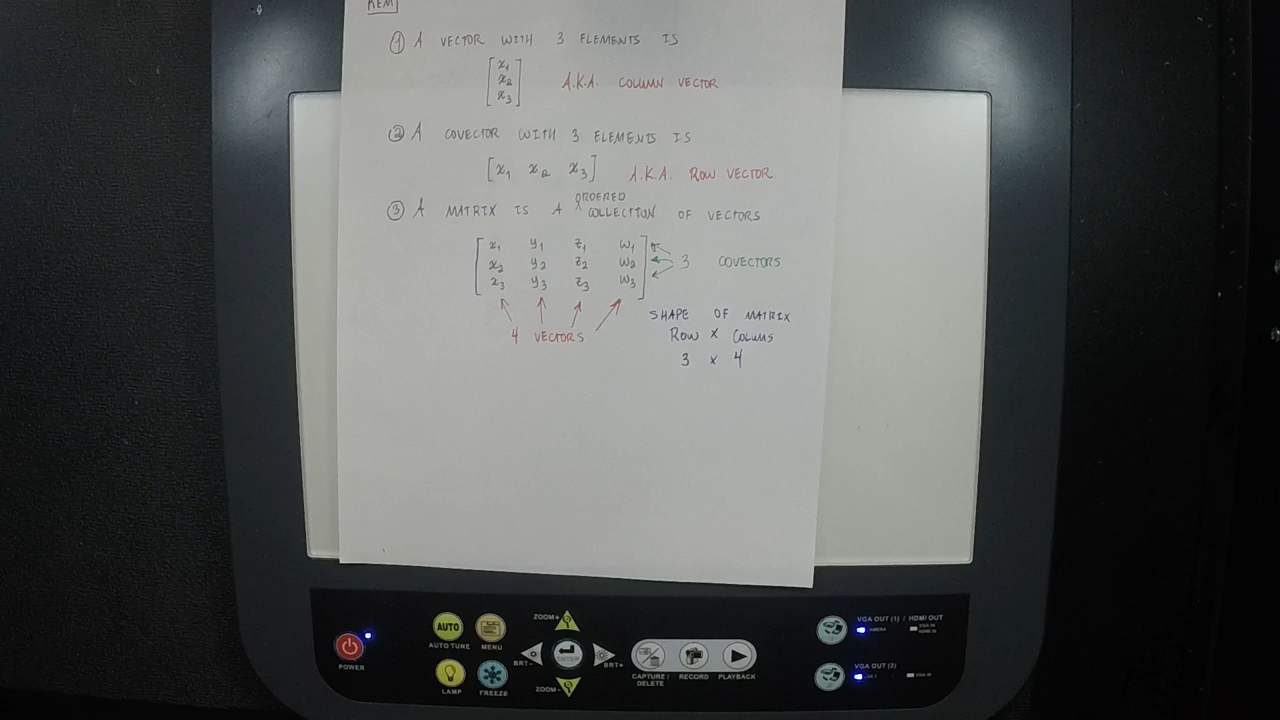 REM
① A VECTOR WITH 3 ELEMENTS IS
[x₁
x₂
x₃] A.K.A. COLUMN VECTOR
② A COVECTOR WITH 3 ELEMENTS IS
[x₁ x₂ x₃] A.K.A. ROW VECTOR
ORDERED
③ A MATRIX IS A ^ COLLECTION OF VECTORS
[x₁ y₁ z₁ w₁
x₂ y₂ z₂ w₂
x₃ y₃ z₃ w₃] 3 COVECTORS
4 VECTORS
SHAPE OF MATRIX
ROW × COLUMS
3 × 4
POWER
AUTO
AUTO TUNE
MENU
LAMP
FREEZE
ZOOM+
BRT-
ENTER
BRT+
ZOOM-
CAPTURE /
DELETE
RECORD
PLAYBACK
VGA OUT (1) / HDMI OUT
VGA OUT (2)